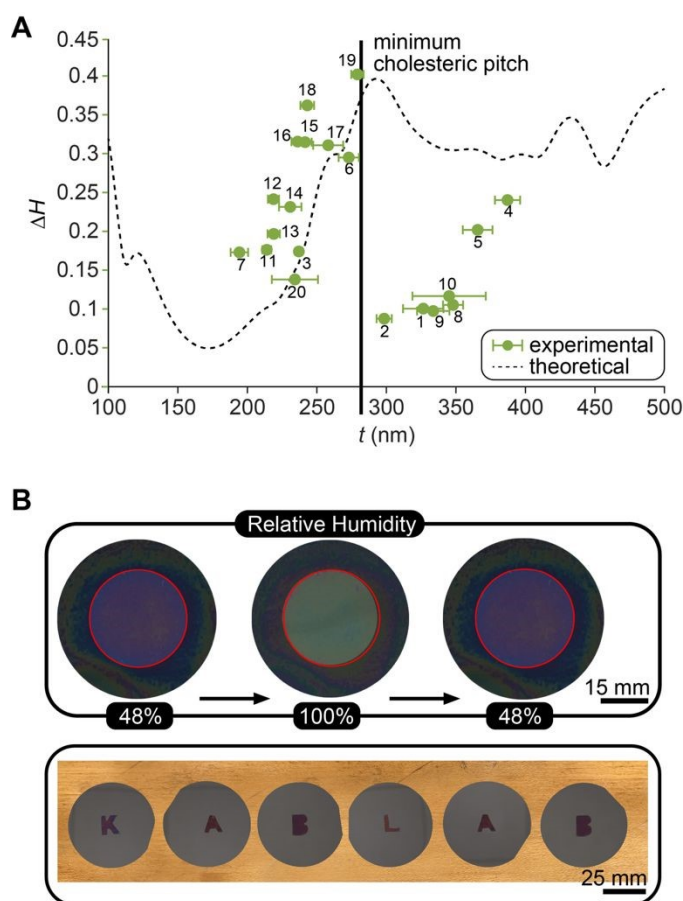 A
0.45
0.4
0.35
0.3
0.25
0.2
0.15
0.1
0.05
0
ΔH
100
200
250
300
350
400
450
500
t (nm)
minimum
cholesteric pitch
19
18
16 15 17
6
12
14
13
7 11 3
20
4
5
10
2 1 9 8
experimental
theoretical
B
Relative Humidity
48%
100%
48%
15 mm
K A B L A B
25 mm